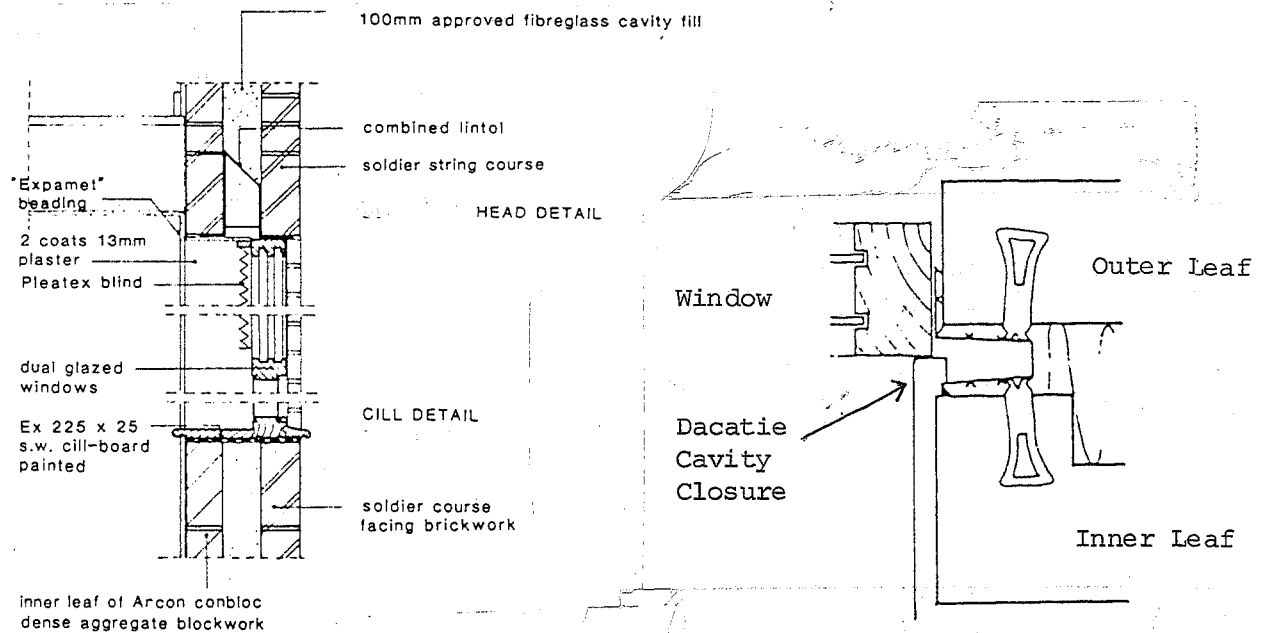 100mm approved fibreglass cavity fill
combined lintol
soldier string course
"Expamet"
beading
HEAD DETAIL
2 coats 13mm
plaster
Pleatex blind
dual glazed
windows
CILL DETAIL
Ex 225 x 25
s.w. cill-board
painted
soldier course
facing brickwork
inner leaf of Arcon conbloc
dense aggregate blockwork
Window
Outer Leaf
Dacatie
Cavity
Closure
Inner Leaf